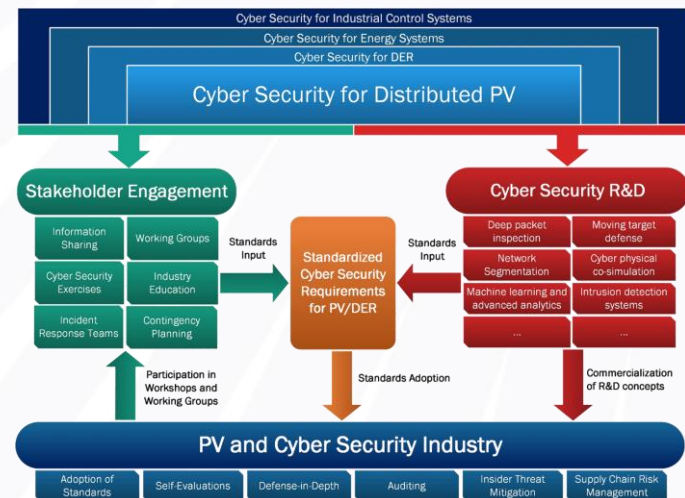 Cyber Security for Industrial Control Systems
Cyber Security for Energy Systems
Cyber Security for DER
Cyber Security for Distributed PV
Stakeholder Engagement
Information
Sharing
Working Groups
Cyber Security
Exercises
Industry
Education
Incident
Response Teams
Contingency
Planning
Standards
Input
Standardized
Cyber Security
Requirements
for PV/DER
Standards
Input
Cyber Security R&D
Deep packet
inspection
Moving target
defense
Network
Segmentation
Cyber physical
co-simulation
Machine learning and
advanced analytics
Intrusion detection
systems
...
...
Participation in
Workshops and
Working Groups
Standards Adoption
Commercialization
of R&D concepts
PV and Cyber Security Industry
Adoption of
Standards
Self-Evaluations
Defense-in-Depth
Auditing
Insider Threat
Mitigation
Supply Chain Risk
Management